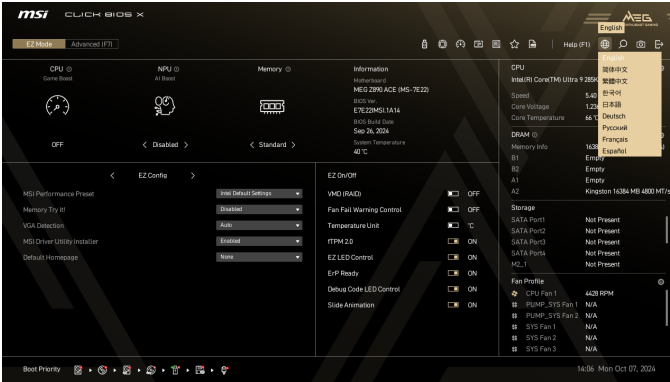 msi CLICK BIOS X
MEG
English
EZ Mode
Advanced (F7)
Help (F1)
English
简体中文
繁體中文
한국어
日本語
Deutsch
Русский
Français
Español
CPU
Game Boost
OFF
NPU
AI Boost
Disabled
Memory
Standard
Information
Motherboard
MEG Z890 ACE (MS-7E22)
BIOS Ver.
E7E22IMS1.1A14
BIOS Build Date
Sep 26, 2024
System Temperature
40 °C
CPU
Intel(R) Core(TM) Ultra 9 285K
Speed 5.40
Core Voltage 1.236
Core Temperature 66 °C
DRAM
Memory Info 1638
B1 Empty
B2 Empty
A1 Empty
A2 Kingston 16384 MB 4800 MT/s
Storage
SATA Port1 Not Present
SATA Port2 Not Present
SATA Port3 Not Present
SATA Port4 Not Present
M2_1 Not Present
Fan Profile
CPU Fan 1 4428 RPM
PUMP_SYS Fan 1 N/A
PUMP_SYS Fan 2 N/A
SYS Fan 1 N/A
SYS Fan 2 N/A
SYS Fan 3 N/A
EZ Config
MSI Performance Preset Intel Default Settings
Memory Try it! Disabled
VGA Detection Auto
MSI Driver Utility Installer Enabled
Default Homepage None
EZ On/Off
VMD (RAID) OFF
Fan Fail Warning Control OFF
Temperature Unit °C
fTPM 2.0 ON
EZ LED Control ON
ErP Ready ON
Debug Code LED Control ON
Slide Animation ON
Boot Priority
14:06 Mon Oct 07, 2024